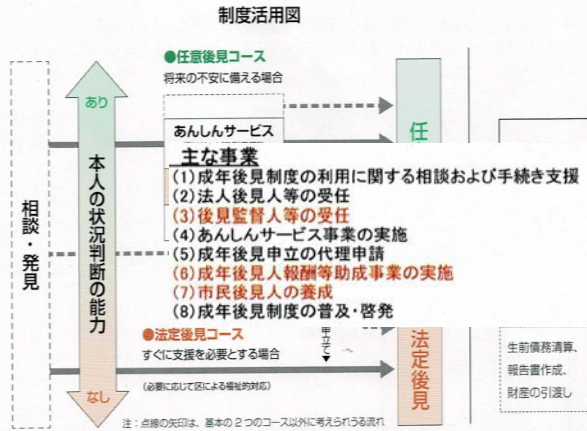 制度活用図
●任意後見コース
将来の不安に備える場合
あり
本人の状況判断の能力
なし
相談・発見
あんしんサービス
任
主な事業
(1)成年後見制度の利用に関する相談および手続き支援
(2)法人後見人等の受任
(3)後見監督人等の受任
(4)あんしんサービス事業の実施
(5)成年後見申立の代理申請
(6)成年後見人報酬等助成事業の実施
(7)市民後見人の養成
(8)成年後見制度の普及・啓発
●法定後見コース
すぐに支援を必要とする場合
(必要に応じて区による福祉的対応)
申立て
法定後見
生前債務清算、
報告書作成、
財産の引渡し
注：点線の矢印は、基本の2つのコース以外に考えられうる流れ